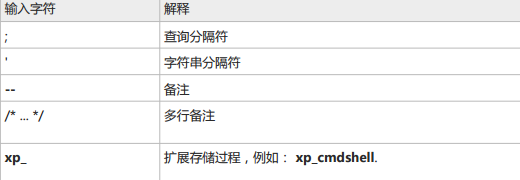 输入字符 解释
; 查询分隔符
' 字符串分隔符
-- 备注
/* ... */ 多行备注
xp_ 扩展存储过程，例如： xp_cmdshell.